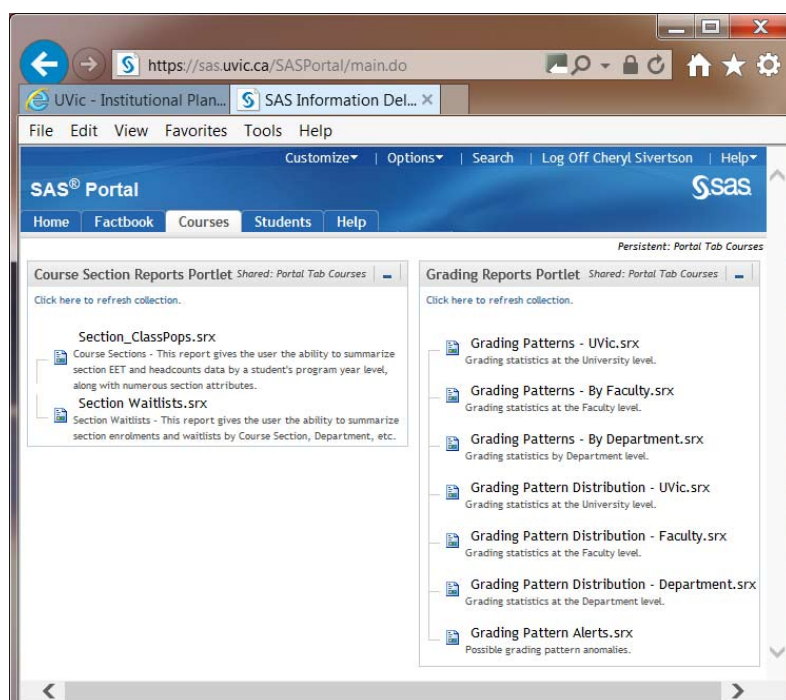 https://sas.uvic.ca/SASPortal/main.do
UVic - Institutional Plan...
SAS Information Del...
File Edit View Favorites Tools Help
Customize | Options | Search | Log Off Cheryl Sivertson | Help
SAS® Portal
sas
Home Factbook Courses Students Help
Persistent: Portal Tab Courses
Course Section Reports Portlet Shared: Portal Tab Courses
Click here to refresh collection.
Section_ClassPops.srx
Course Sections - This report gives the user the ability to summarize
section EET and headcounts data by a student's program year level,
along with numerous section attributes.
Section Waitlists.srx
Section Waitlists - This report gives the user the ability to summarize
section enrolments and waitlists by Course Section, Department, etc.
Grading Reports Portlet Shared: Portal Tab Courses
Click here to refresh collection.
Grading Patterns - UVic.srx
Grading statistics at the University level.
Grading Patterns - By Faculty.srx
Grading statistics at the Faculty level.
Grading Patterns - By Department.srx
Grading statistics by Department level.
Grading Pattern Distribution - UVic.srx
Grading statistics at the University level.
Grading Pattern Distribution - Faculty.srx
Grading statistics at the Faculty level.
Grading Pattern Distribution - Department.srx
Grading statistics at the Department level.
Grading Pattern Alerts.srx
Possible grading pattern anomalies.